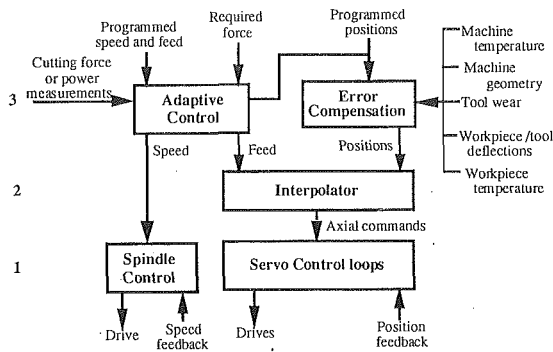 Programmed
speed and feed
Required
force
Programmed
positions
Cutting force
or power
measurements
3
Adaptive
Control
Error
Compensation
Machine
temperature
Machine
geometry
Tool wear
Workpiece/tool
deflections
Workpiece
temperature
Speed
Feed
Positions
2
Interpolator
Axial commands
1
Spindle
Control
Servo Control loops
Drive
Speed
feedback
Drives
Position
feedback